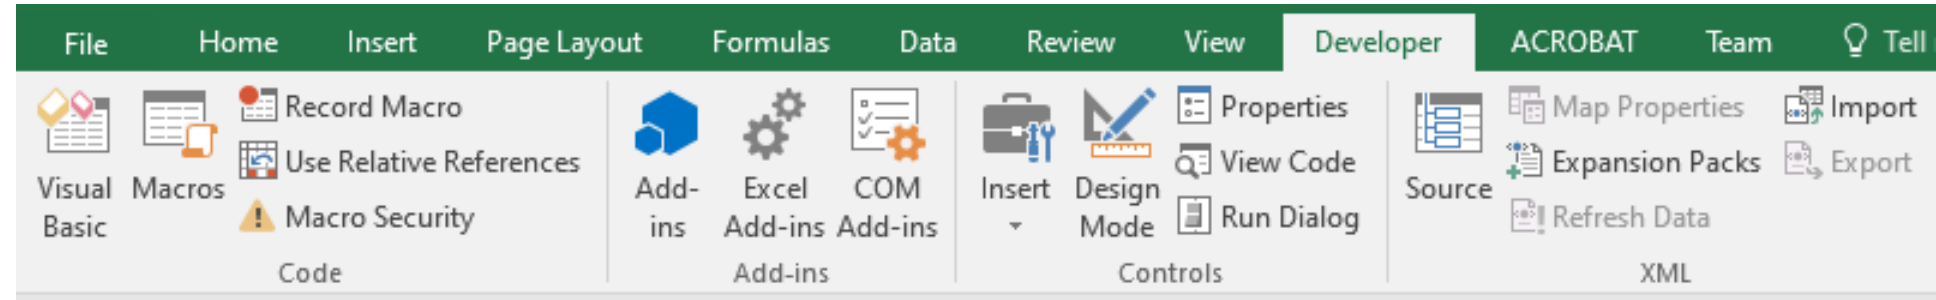 File Home Insert Page Layout Formulas Data Review View Developer ACROBAT Team Tell
Visual
Basic
Macros
Record Macro
Use Relative References
Macro Security
Code
Add-
ins
Excel
Add-ins
COM
Add-ins
Add-ins
Insert
Design
Mode
Properties
View Code
Run Dialog
Controls
Source
Map Properties
Expansion Packs
Refresh Data
Import
Export
XML